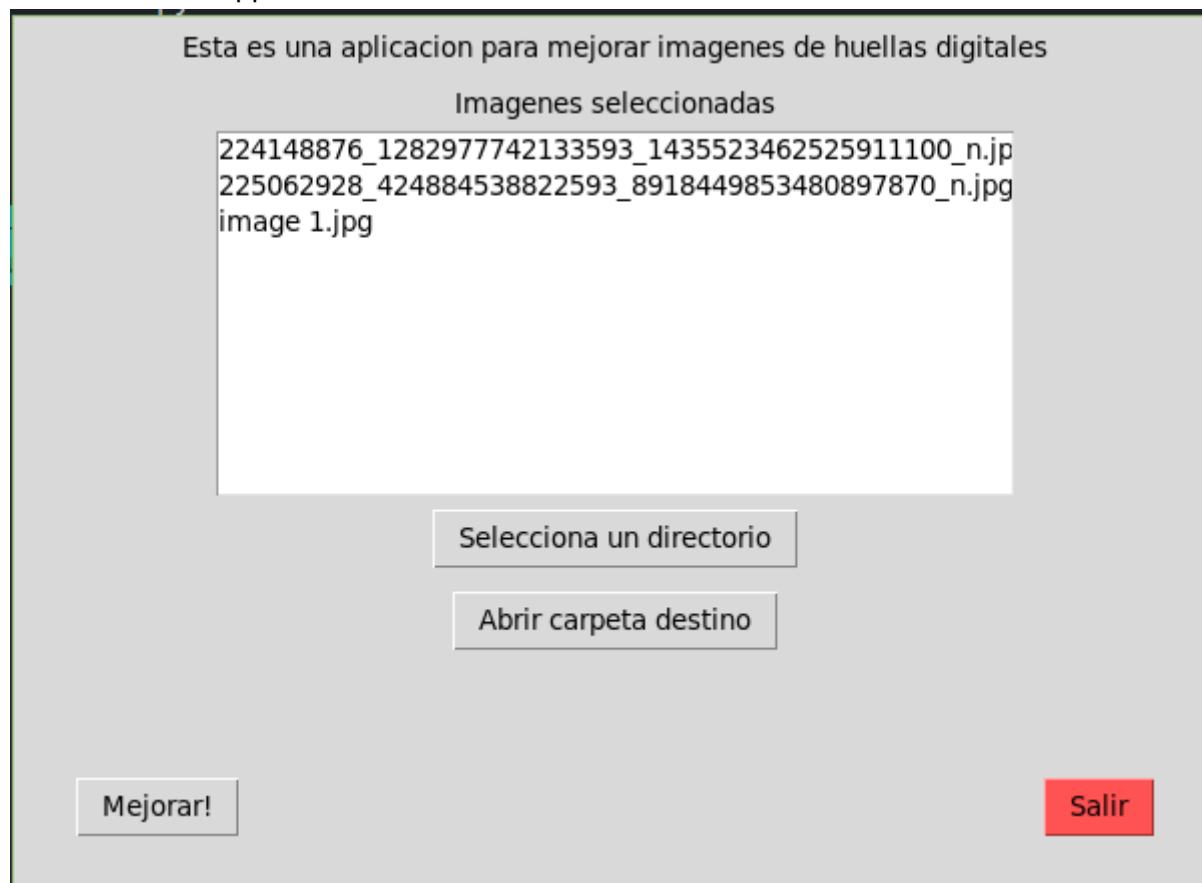 Esta es una aplicacion para mejorar imagenes de huellas digitales
Imagenes seleccionadas
224148876_1282977742133593_1435523462525911100_n.jp
225062928_424884538822593_8918449853480897870_n.jpg
image 1.jpg
Selecciona un directorio
Abrir carpeta destino
Mejorar!
Salir